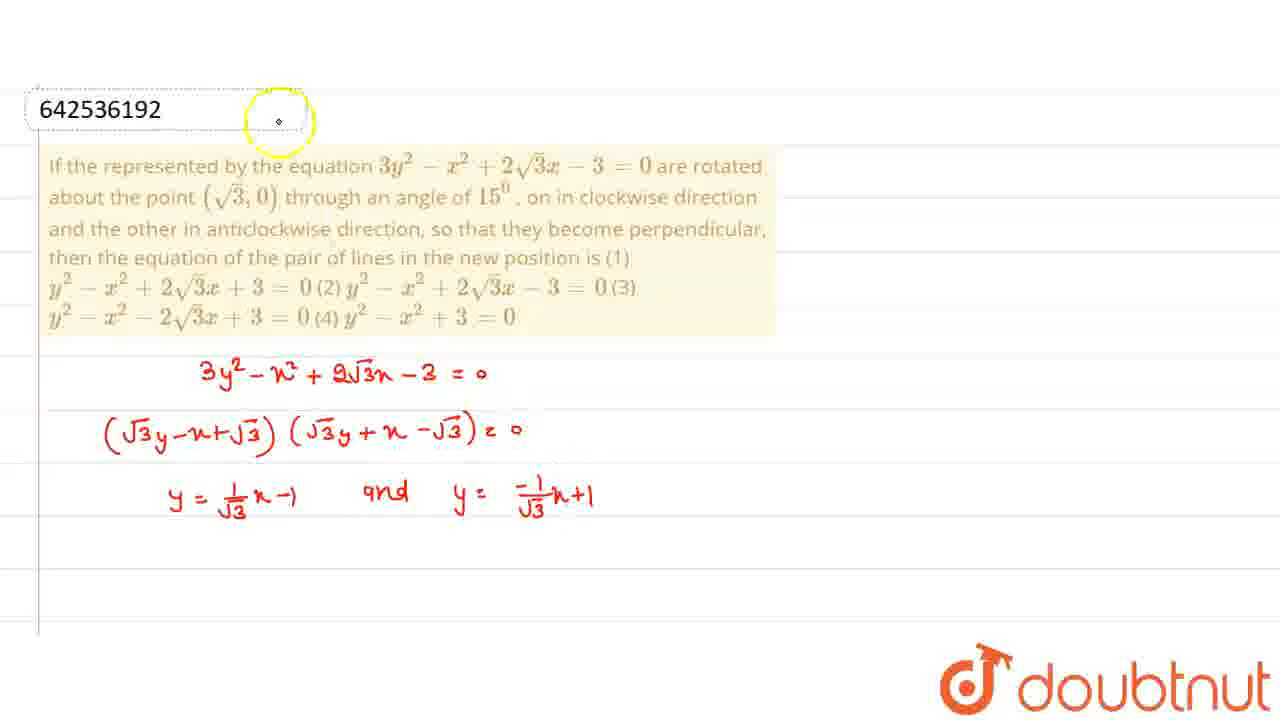 642536192
If the represented by the equation 3y² − x² + 2√3x − 3 = 0 are rotated
about the point (√3, 0) through an angle of 15⁰ , on in clockwise direction
and the other in anticlockwise direction, so that they become perpendicular,
then the equation of the pair of lines in the new position is (1)
y² − x² + 2√3x + 3 = 0 (2) y² − x² + 2√3x − 3 = 0 (3)
y² − x² − 2√3x + 3 = 0 (4) y² − x² + 3 = 0
3y² − x² + 2√3x − 3 = 0
(√3y − x + √3) (√3y + x − √3) = 0
y = 1/√3 x − 1 and y = −1/√3 x + 1
doubtnut